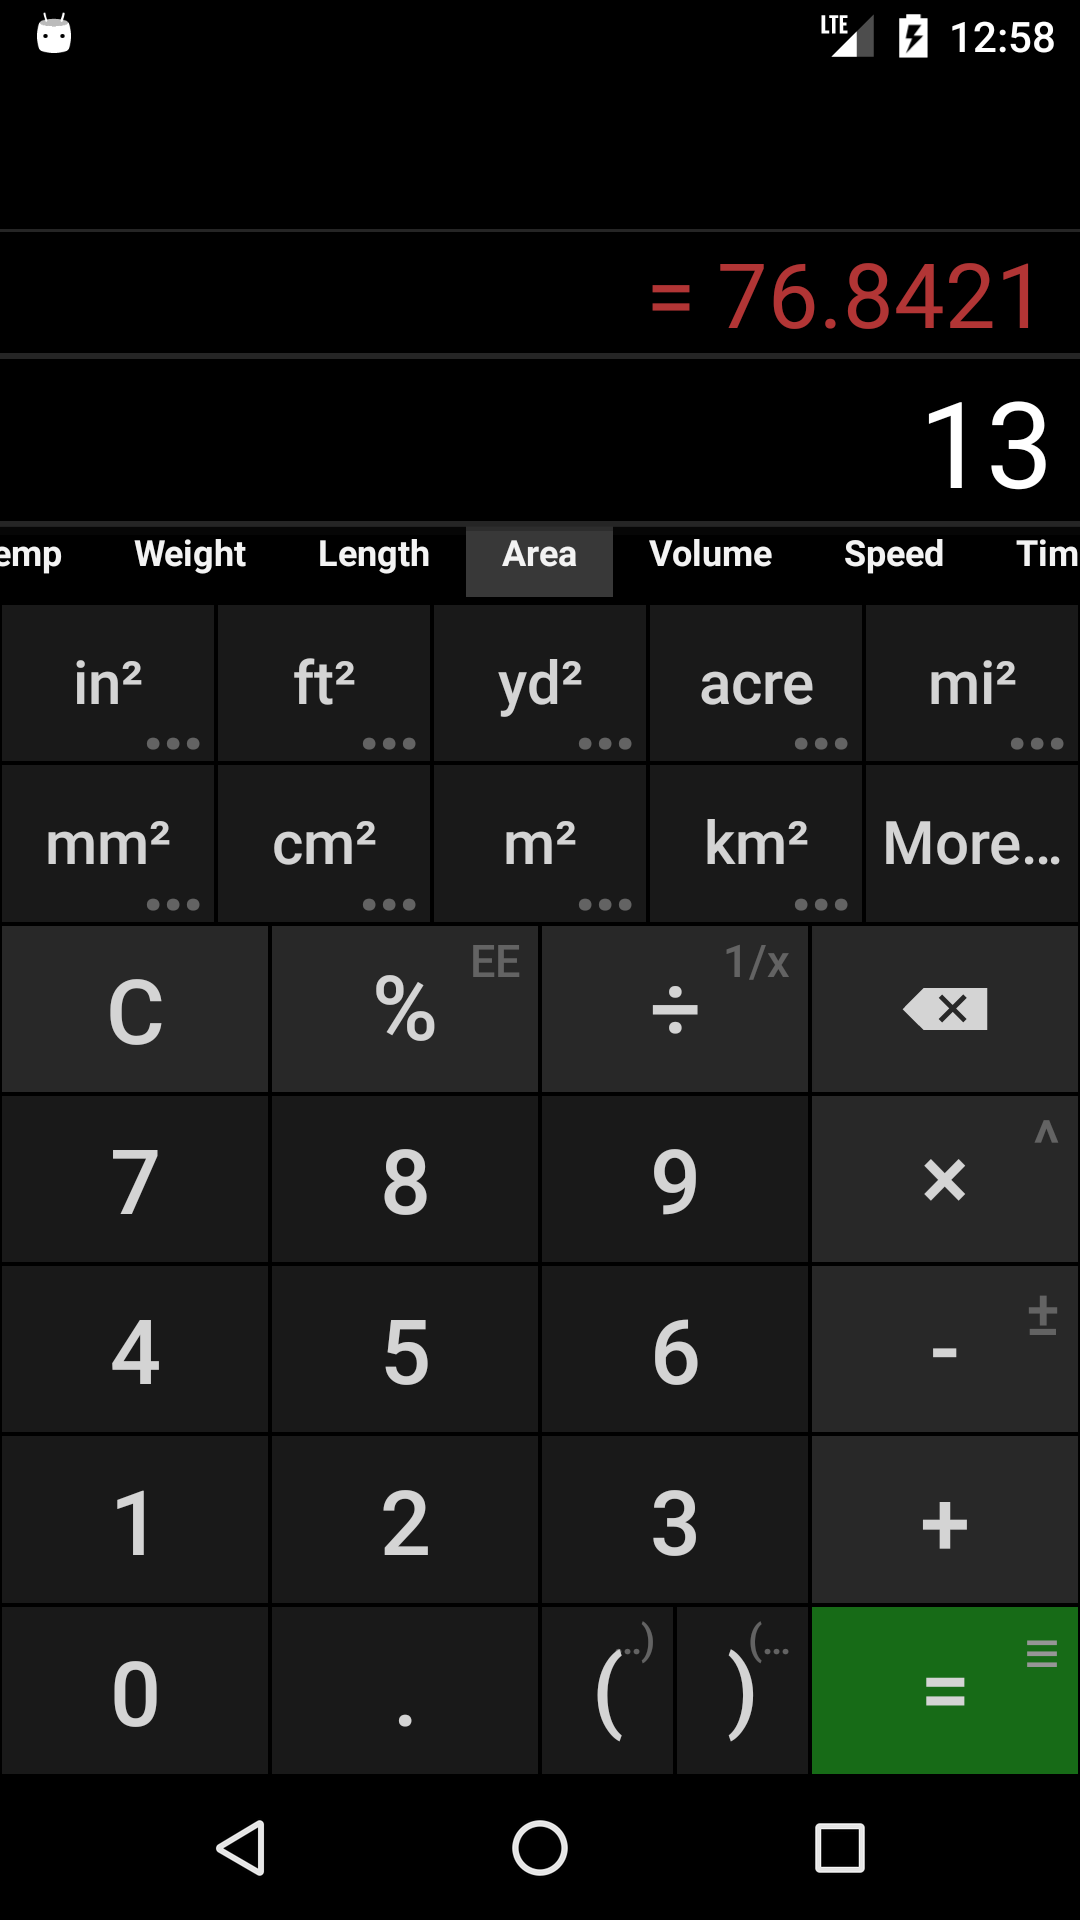 LTE 12:58
= 76.8421
13
emp Weight Length Area Volume Speed Tim
in² ft² yd² acre mi²
mm² cm² m² km² More...
C % EE ÷ 1/x
7 8 9 × ^
4 5 6 - ±
1 2 3 +
0 . ( ..) ) (... =